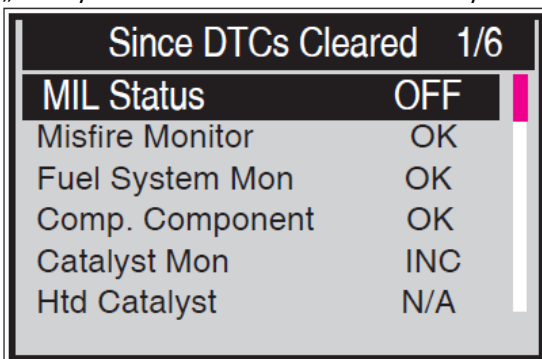 Since DTCs Cleared 1/6
MIL Status OFF
Misfire Monitor OK
Fuel System Mon OK
Comp. Component OK
Catalyst Mon INC
Htd Catalyst N/A